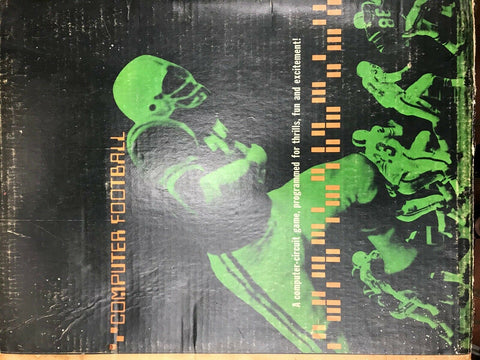 COMPUTER FOOTBALL
A computer-circuit game, programmed for thrills, fun and excitement!